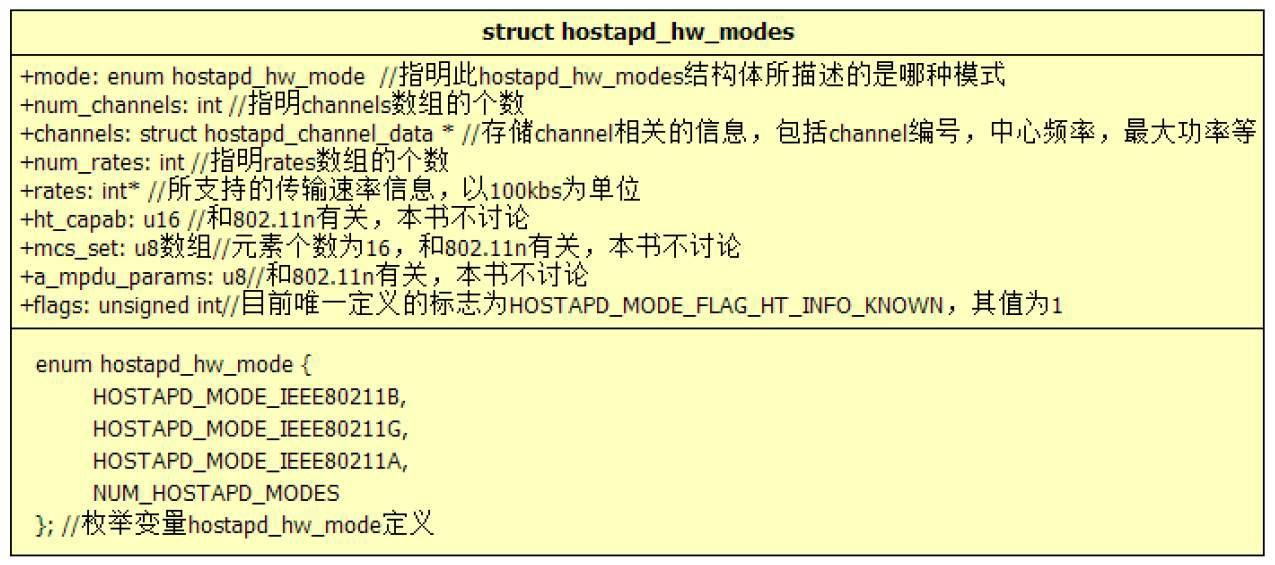 struct hostapd_hw_modes
+mode: enum hostapd_hw_mode //指明此hostapd_hw_modes结构体所描述的是哪种模式
+num_channels: int //指明channels数组的个数
+channels: struct hostapd_channel_data * //存储channel相关的信息，包括channel编号，中心频率，最大功率等
+num_rates: int //指明rates数组的个数
+rates: int* //所支持的传输速率信息，以100kbs为单位
+ht_capab: u16 //和802.11n有关，本书不讨论
+mcs_set: u8数组//元素个数为16，和802.11n有关，本书不讨论
+a_mpdu_params: u8//和802.11n有关，本书不讨论
+flags: unsigned int//目前唯一定义的标志为HOSTAPD_MODE_FLAG_HT_INFO_KNOWN，其值为1
enum hostapd_hw_mode {
HOSTAPD_MODE_IEEE80211B,
HOSTAPD_MODE_IEEE80211G,
HOSTAPD_MODE_IEEE80211A,
NUM_HOSTAPD_MODES
}; //枚举变量hostapd_hw_mode定义